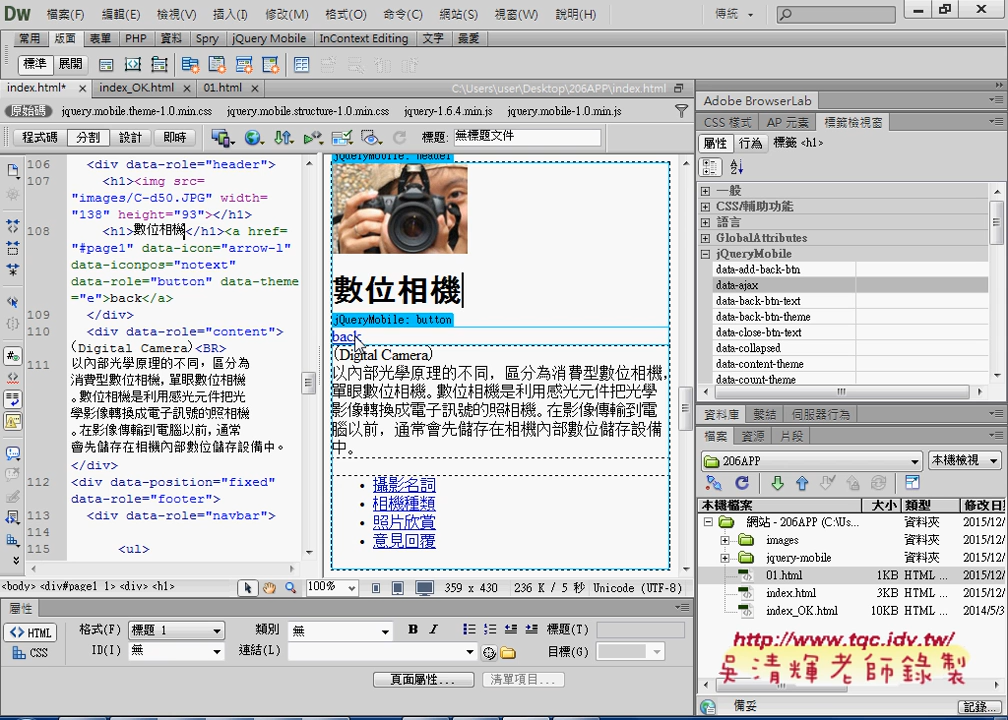 Dw 檔案(F) 編輯(E) 檢視(V) 插入(I) 修改(M) 格式(O) 命令(C) 網站(S) 視窗(W) 說明(H) 傳統
常用 版面 表單 PHP 資料 Spry jQuery Mobile InContext Editing 文字 最愛
標準 展開
index.html* index_OK.html 01.html C:\Users\user\Desktop\206APP\index.html
原始碼 jquery.mobile.theme-1.0.min.css jquery.mobile.structure-1.0.min.css jquery-1.6.4.min.js jquery.mobile-1.0.min.js
程式碼 分割 設計 即時 標題: 無標題文件
106 <div data-role="header">
107 <h1><img src=
"images/C-d50.JPG" width=
"138" height="93"></h1>
108 <h1>數位相機</h1><a href=
"#page1" data-icon="arrow-l"
data-iconpos="notext"
data-role="button" data-theme
="e">back</a>
109 </div>
110 <div data-role="content">
(Digital Camera)<BR>
111 以內部光學原理的不同，區分為
消費型數位相機,單眼數位相機
。數位相機是利用感光元件把光
學影像轉換成電子訊號的照相機
。在影像傳輸到電腦以前，通常
會先儲存在相機內部數位儲存設備中。
</div>
112 <div data-position="fixed"
data-role="footer">
113 <div data-role="navbar">
114
115 <ul>
jQueryMobile: header
數位相機
jQueryMobile: button
back
(Digital Camera)
以內部光學原理的不同，區分為消費型數位相機,
單眼數位相機。數位相機是利用感光元件把光學
影像轉換成電子訊號的照相機。在影像傳輸到電
腦以前，通常會先儲存在相機內部數位儲存設備
中。
攝影名詞
相機種類
照片欣賞
意見回覆
<body> <div#page1 1> <div> <h1> 100% 359 x 430 236 K / 5 秒 Unicode (UTF-8)
屬性
<> HTML 格式(F) 標題 1 類別 無 B I 標題(T)
CSS ID(I) 無 連結(L) 目標(G)
頁面屬性... 清單項目...
Adobe BrowserLab
CSS 樣式 AP 元素 標籤檢視窗
屬性 行為 標籤 <h1>
一般
CSS/輔助功能
語言
GlobalAttributes
jQueryMobile
data-add-back-btn
data-ajax
data-back-btn-text
data-back-btn-theme
data-close-btn-text
data-collapsed
data-content-theme
data-count-theme
資料庫 繫結 伺服器行為
檔案 資源 片段
206APP 本機檢視
本機檔案 大小 類型 修改日
網站 - 206APP (C:\Us... 資料夾 2015/12/
images 資料夾 2015/12/
jquery-mobile 資料夾 2015/12/
01.html 1KB HTML ... 2015/12/
index.html 3KB HTML ... 2015/12/
index_OK.html 10KB HTML ... 2014/5/3
http://www.tqc.idv.tw/
吳清輝老師錄製
備妥 記錄...